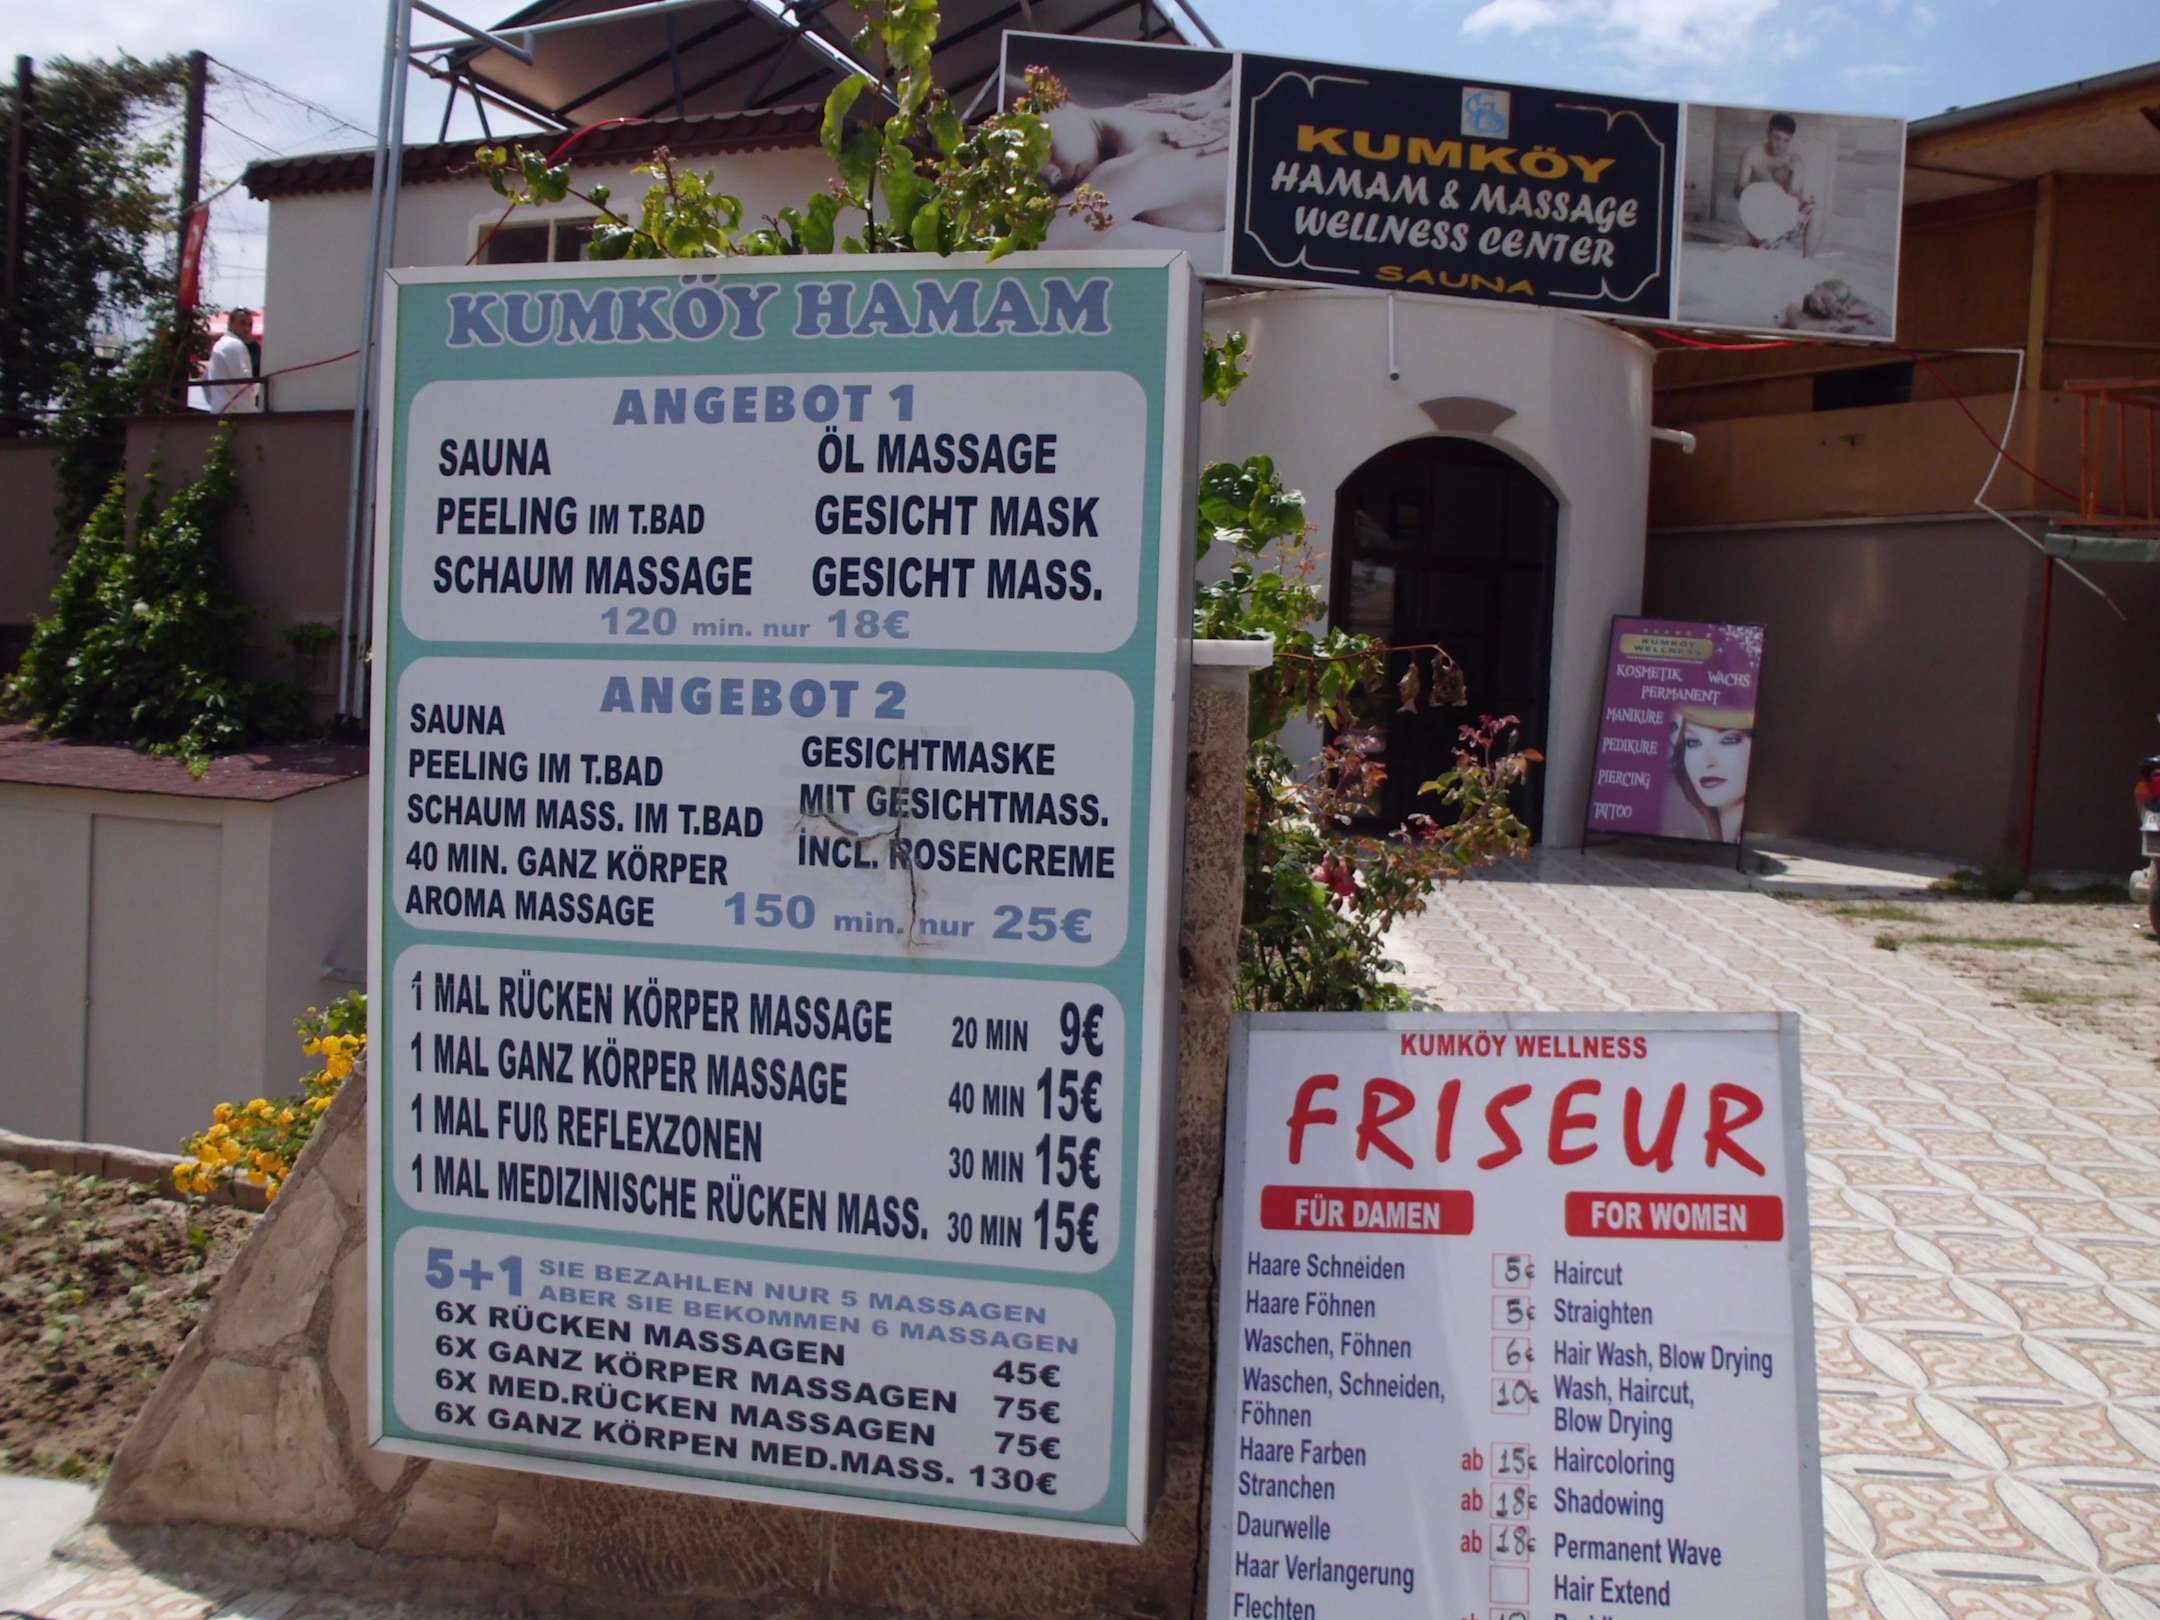 KUMKÖY
HAMAM & MASSAGE
WELLNESS CENTER
SAUNA
KUMKÖY HAMAM
ANGEBOT 1
SAUNA ÖL MASSAGE
PEELING IM T.BAD GESICHT MASK
SCHAUM MASSAGE GESICHT MASS.
120 min. nur 18€
ANGEBOT 2
SAUNA
PEELING IM T.BAD
SCHAUM MASS. IM T.BAD
40 MIN. GANZ KÖRPER
AROMA MASSAGE
GESICHTMASKE
MIT GESICHTMASS.
İNCL. ROSENCREME
150 min. nur 25€
1 MAL RÜCKEN KÖRPER MASSAGE 20 MIN 9€
1 MAL GANZ KÖRPER MASSAGE 40 MIN 15€
1 MAL FUß REFLEXZONEN 30 MIN 15€
1 MAL MEDIZINISCHE RÜCKEN MASS. 30 MIN 15€
5+1 SIE BEZAHLEN NUR 5 MASSAGEN
ABER SIE BEKOMMEN 6 MASSAGEN
6X RÜCKEN MASSAGEN 45€
6X GANZ KÖRPER MASSAGEN 75€
6X MED.RÜCKEN MASSAGEN 75€
6X GANZ KÖRPEN MED.MASS. 130€
KUMKÖY
WELLNESS
KOSMETIK WACHS
PERMANENT
MANIKURE
PEDIKURE
PIERCING
TATTOO
KUMKÖY WELLNESS
FRISEUR
FÜR DAMEN FOR WOMEN
Haare Schneiden 5€ Haircut
Haare Föhnen 5€ Straighten
Waschen, Föhnen 6€ Hair Wash, Blow Drying
Waschen, Schneiden, 10€ Wash, Haircut,
Föhnen Blow Drying
Haare Farben ab 15€ Haircoloring
Stranchen ab 18€ Shadowing
Daurwelle ab 18€ Permanent Wave
Haar Verlangerung Hair Extend
Flechten